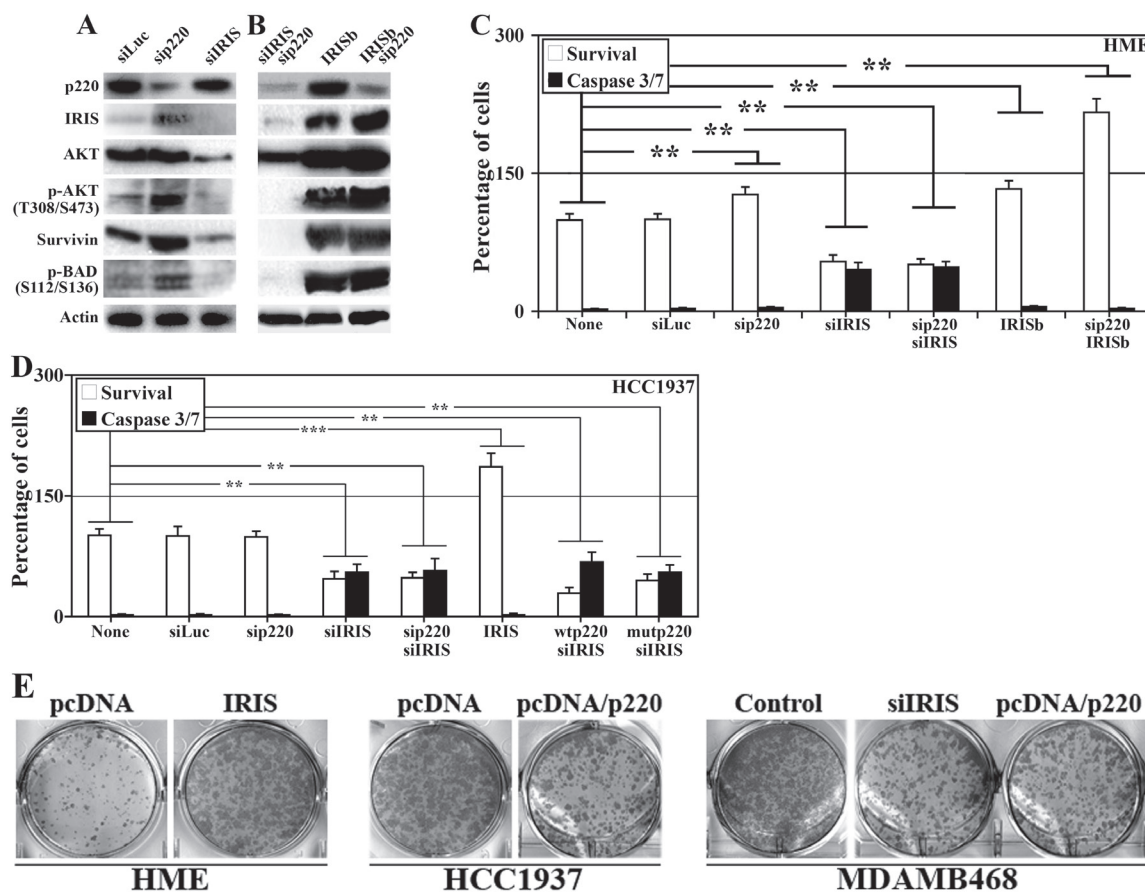 A
B
siLuc
sip220
siIRIS
siIRIS
sip220
IRISb
IRISb
sip220
p220
IRIS
AKT
p-AKT
(T308/S473)
Survivin
p-BAD
(S112/S136)
Actin
C
Percentage of cells
300
150
0
Survival
Caspase 3/7
HME
**
**
**
**
**
None
siLuc
sip220
siIRIS
sip220
siIRIS
IRISb
sip220
IRISb
D
Percentage of cells
300
150
0
Survival
Caspase 3/7
HCC1937
**
**
***
**
**
None
siLuc
sip220
siIRIS
sip220
siIRIS
IRIS
wtp220
siIRIS
mutp220
siIRIS
E
pcDNA
IRIS
pcDNA
pcDNA/p220
Control
siIRIS
pcDNA/p220
HME
HCC1937
MDAMB468